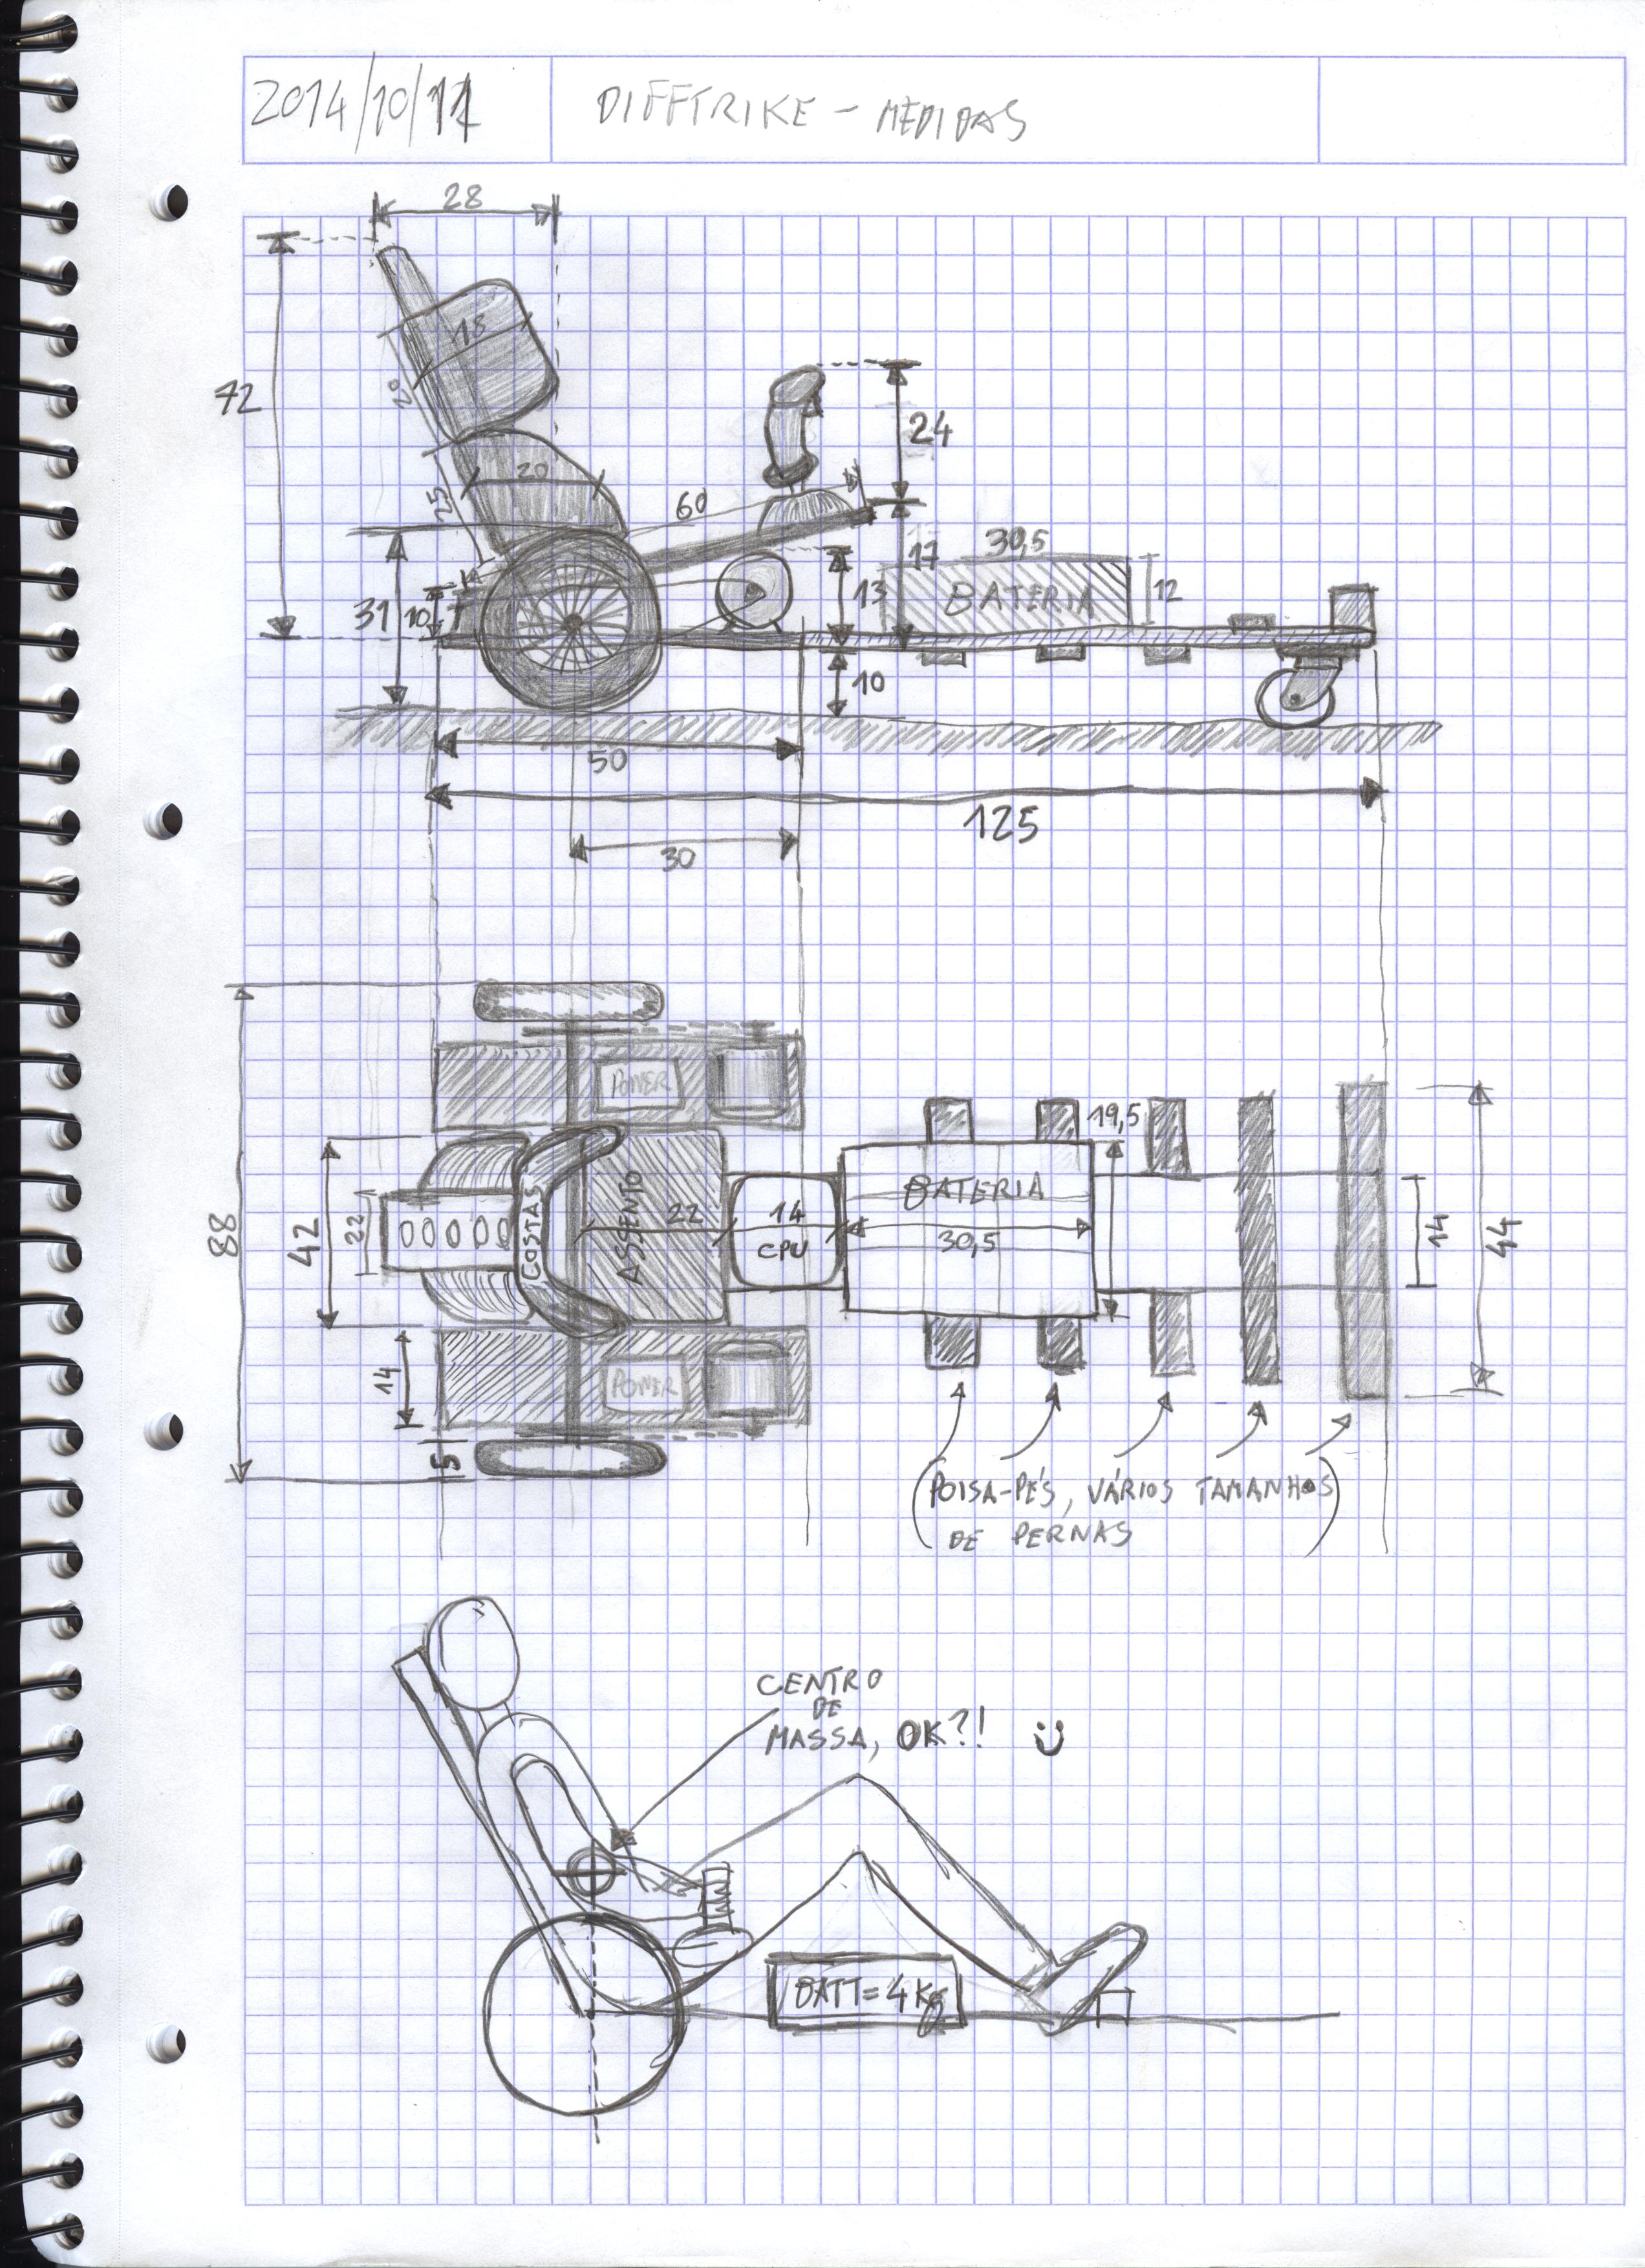 2014/10/11
DIFFTRIKE - MEDIDAS
28
18
20
72
24
20
25
60
17
30,5
31
10
13
BATERIA
12
10
50
125
30
POWER
19,5
88
42
22
COSTAS
ASSENTO
22
14
CPU
BATERIA
30,5
14
44
14
POWER
5
(POISA-PÉS, VÁRIOS TAMANHOS
DE PERNAS)
CENTRO
DE
MASSA, OK?!
BATT = 4 Kg